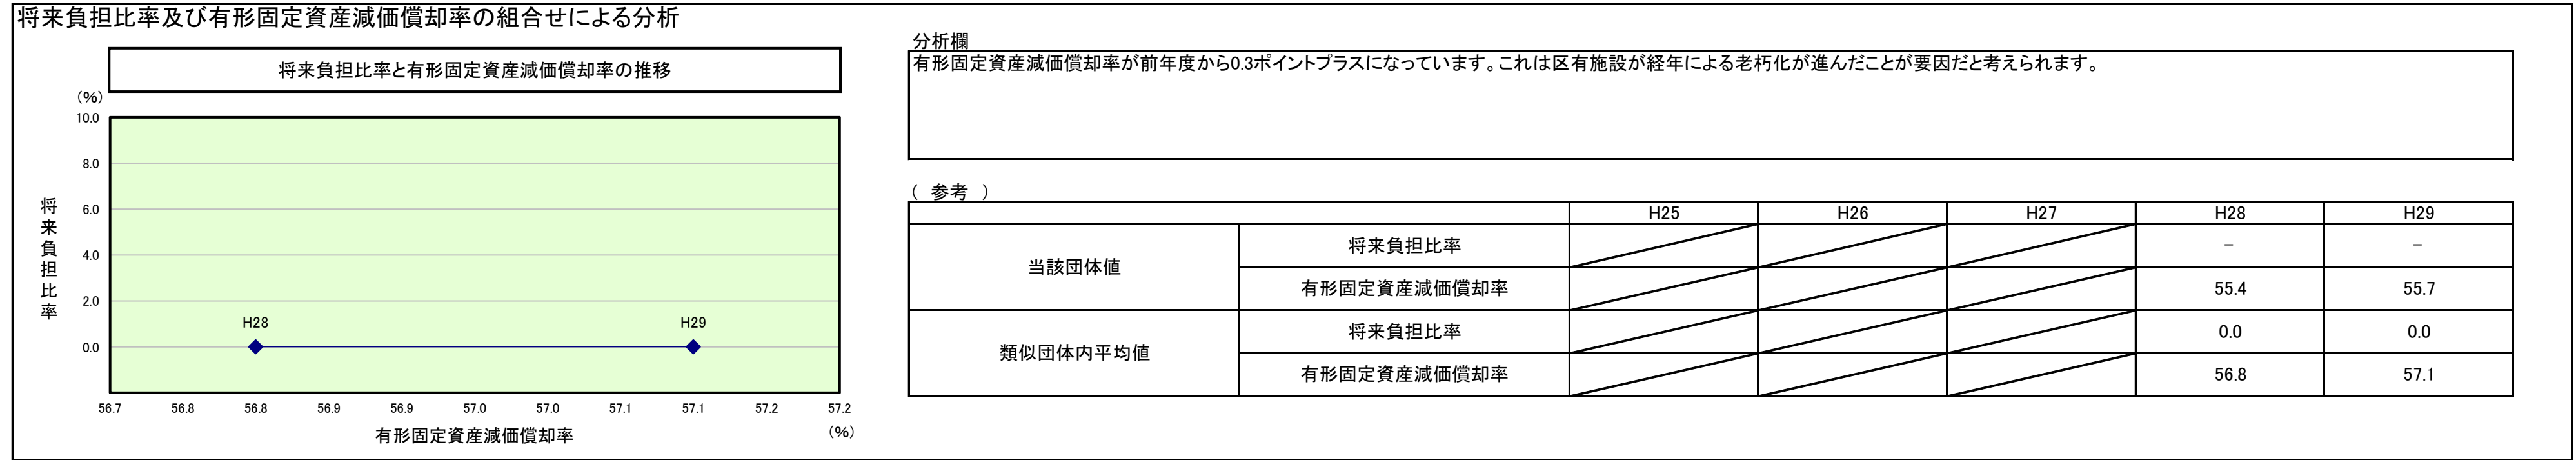 将来負担比率及び有形固定資産減価償却率の組合せによる分析
将来負担比率と有形固定資産減価償却率の推移
(%)
10.0
8.0
6.0
4.0
2.0
0.0
将来負担比率
H28
H29
56.7 56.8 56.8 56.9 56.9 57.0 57.0 57.1 57.1 57.2 57.2
有形固定資産減価償却率
(%)
分析欄
有形固定資産減価償却率が前年度から0.3ポイントプラスになっています。これは区有施設が経年による老朽化が進んだことが要因だと考えられます。
( 参考 )
H25 H26 H27 H28 H29
当該団体値
将来負担比率 － －
有形固定資産減価償却率 55.4 55.7
類似団体内平均値
将来負担比率 0.0 0.0
有形固定資産減価償却率 56.8 57.1